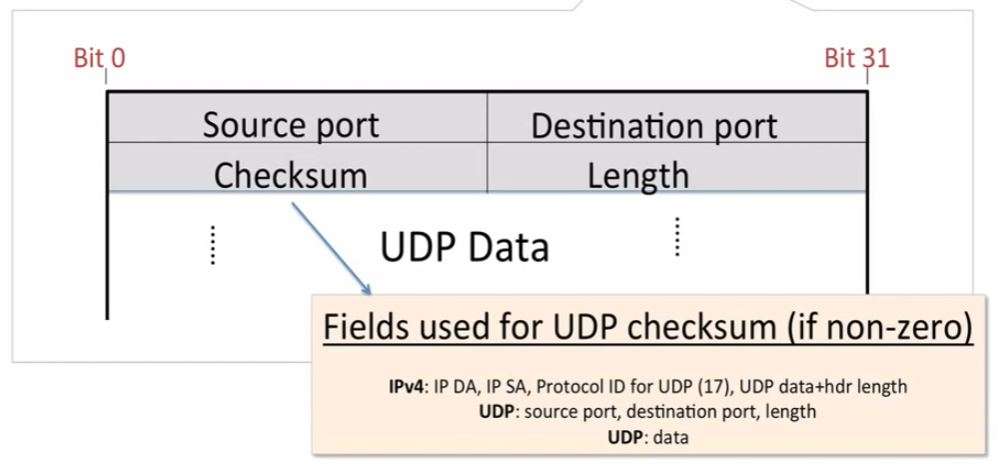 Bit 0 Bit 31
Source port Destination port
Checksum Length
UDP Data
Fields used for UDP checksum (if non-zero)
IPv4: IP DA, IP SA, Protocol ID for UDP (17), UDP data+hdr length
UDP: source port, destination port, length
UDP: data